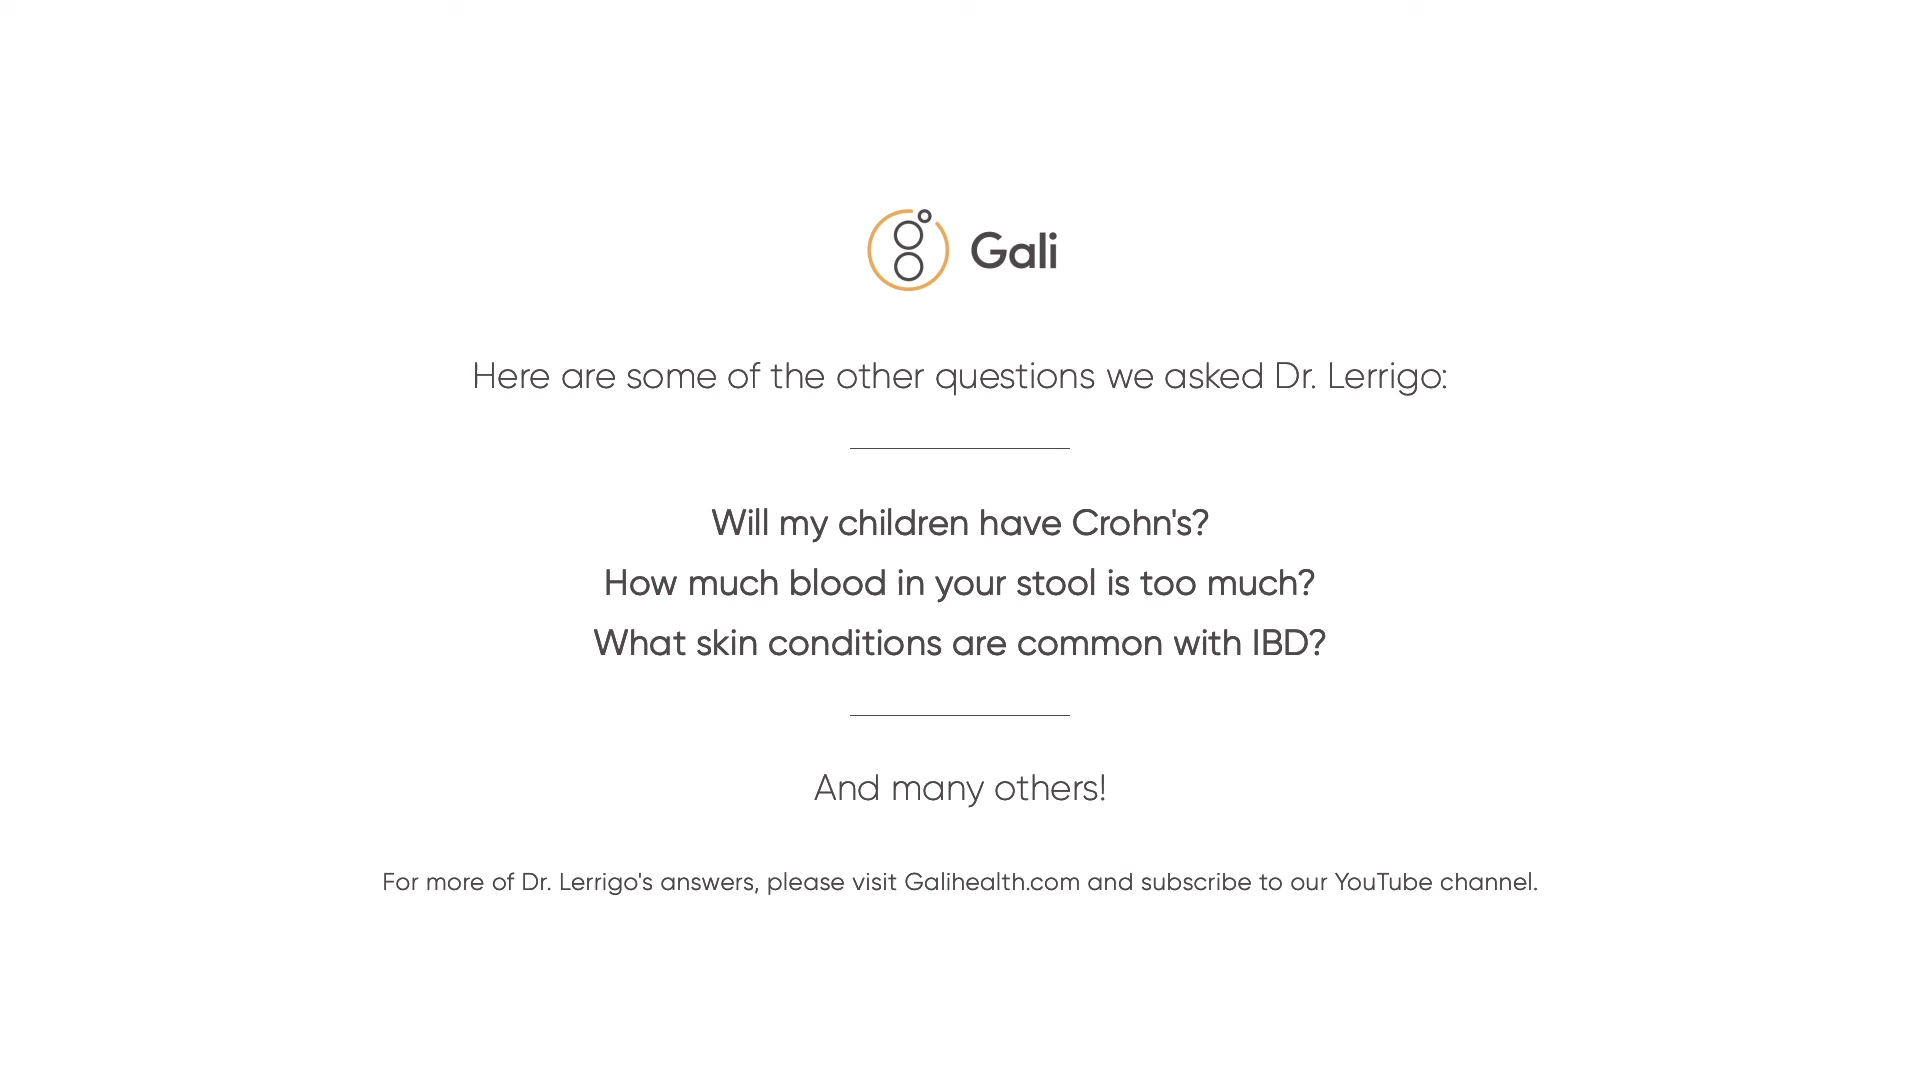 Gali
Here are some of the other questions we asked Dr. Lerrigo:
Will my children have Crohn's?
How much blood in your stool is too much?
What skin conditions are common with IBD?
And many others!
For more of Dr. Lerrigo's answers, please visit Galihealth.com and subscribe to our YouTube channel.